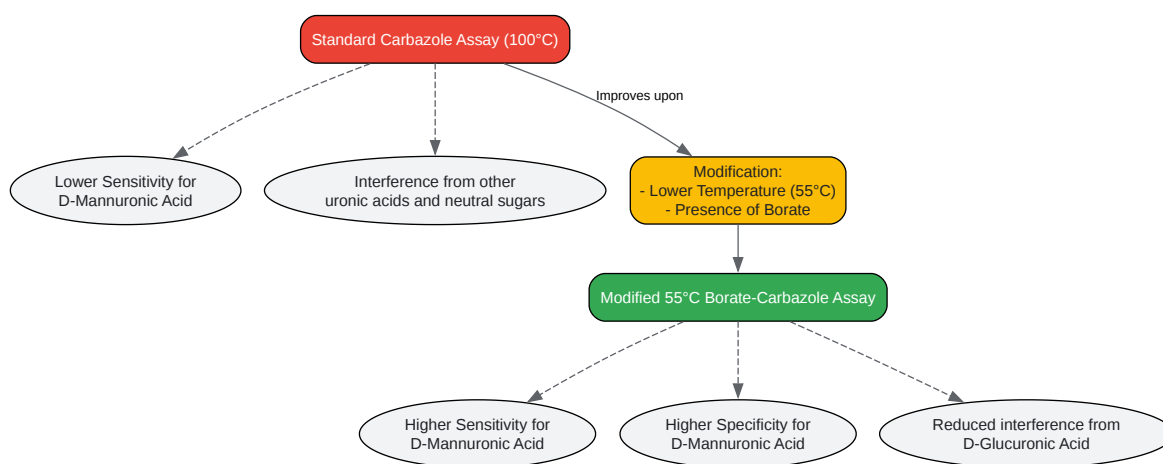 Standard Carbazole Assay (100°C)
Improves upon
Lower Sensitivity for
D-Mannuronic Acid
Interference from other
uronic acids and neutral sugars
Modification:
- Lower Temperature (55°C)
- Presence of Borate
Modified 55°C Borate-Carbazole Assay
Higher Sensitivity for
D-Mannuronic Acid
Higher Specificity for
D-Mannuronic Acid
Reduced interference from
D-Glucuronic Acid